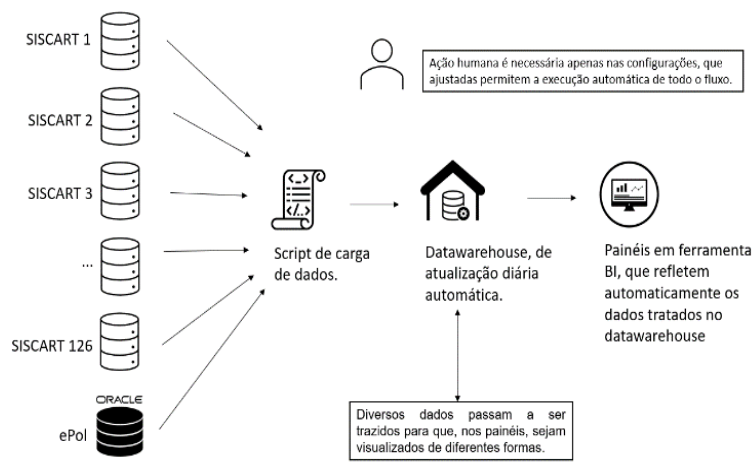 SISCART 1
SISCART 2
SISCART 3
...
SISCART 126
ORACLE
ePol
Ação humana é necessária apenas nas configurações, que
ajustadas permitem a execução automática de todo o fluxo.
Script de carga
de dados.
Datawarehouse, de
atualização diária
automática.
Painéis em ferramenta
BI, que refletem
automaticamente os
dados tratados no
datawarehouse
Diversos dados passam a ser
trazidos para que, nos painéis, sejam
visualizados de diferentes formas.